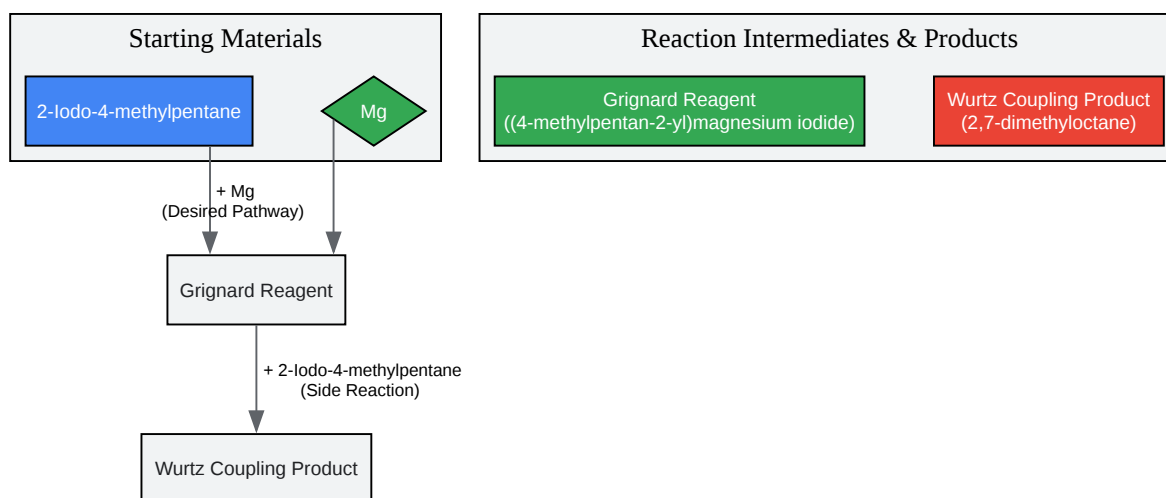 Starting Materials
2-Iodo-4-methylpentane
Mg
Reaction Intermediates & Products
Grignard Reagent
((4-methylpentan-2-yl)magnesium iodide)
Wurtz Coupling Product
(2,7-dimethyloctane)
+ Mg
(Desired Pathway)
Grignard Reagent
+ 2-Iodo-4-methylpentane
(Side Reaction)
Wurtz Coupling Product